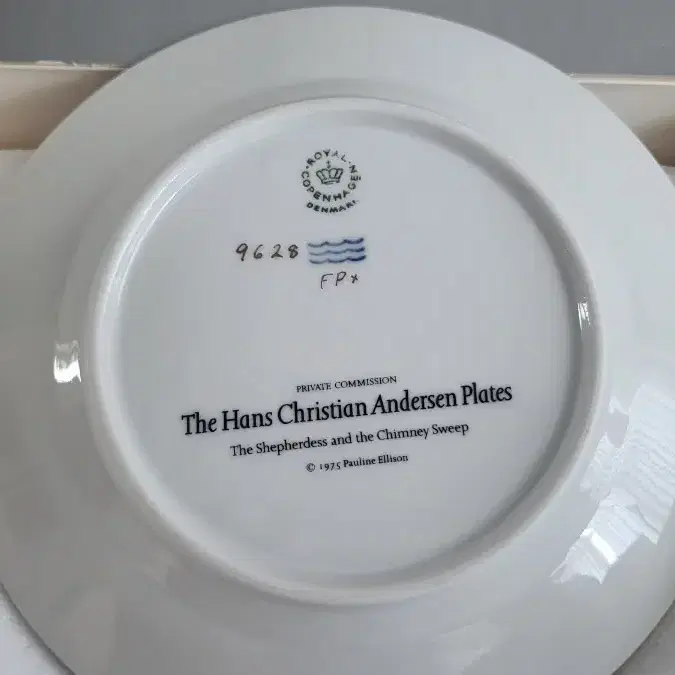 ROYAL COPENHAGEN
DENMARK
9628
FPx
PRIVATE COMMISSION
The Hans Christian Andersen Plates
The Shepherdess and the Chimney Sweep
© 1975 Pauline Ellison